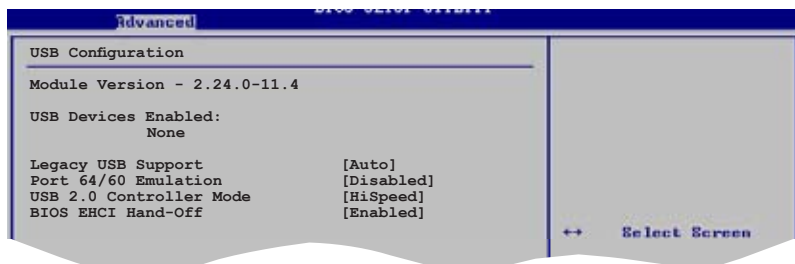 Advanced
USB Configuration
Module Version - 2.24.0-11.4
USB Devices Enabled:
None
Legacy USB Support [Auto]
Port 64/60 Emulation [Disabled]
USB 2.0 Controller Mode [HiSpeed]
BIOS EHCI Hand-Off [Enabled]
↔ Select Screen